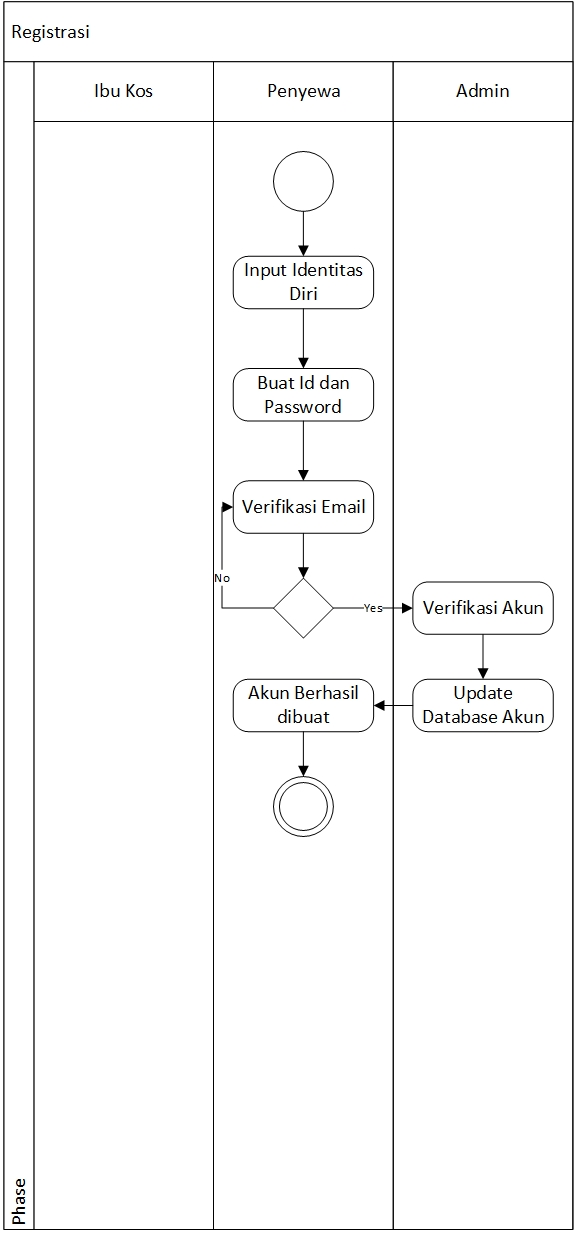 Registrasi
Ibu Kos
Penyewa
Admin
Input Identitas
Diri
Buat Id dan
Password
Verifikasi Email
No
Yes
Verifikasi Akun
Akun Berhasil
dibuat
Update
Database Akun
Phase